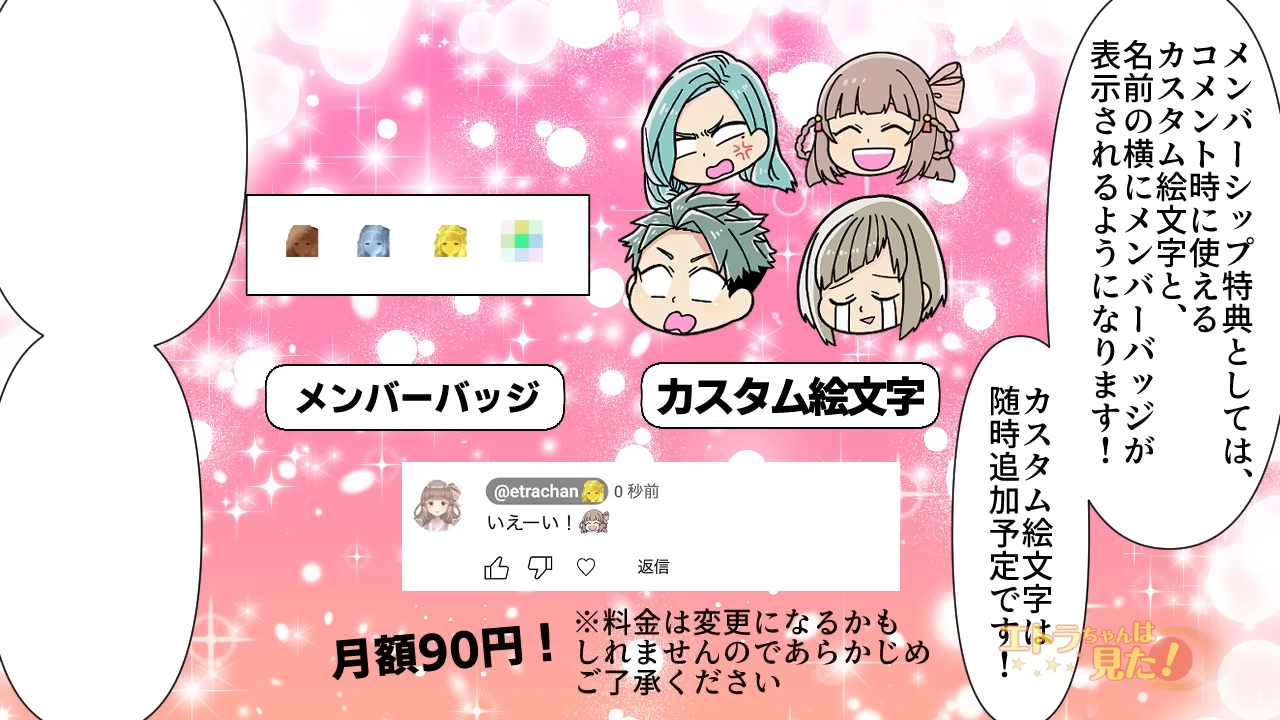 メンバーシップ特典としては、
コメント時に使える
カスタム絵文字と、
名前の横にメンバーバッジが
表示されるようになります！
カスタム絵文字は
随時追加予定です！
メンバーバッジ
カスタム絵文字
@etrachan 0 秒前
いえーい！
返信
月額90円！
※料金は変更になるかも
しれませんのであらかじめ
ご了承ください
エトラちゃんは
見た！